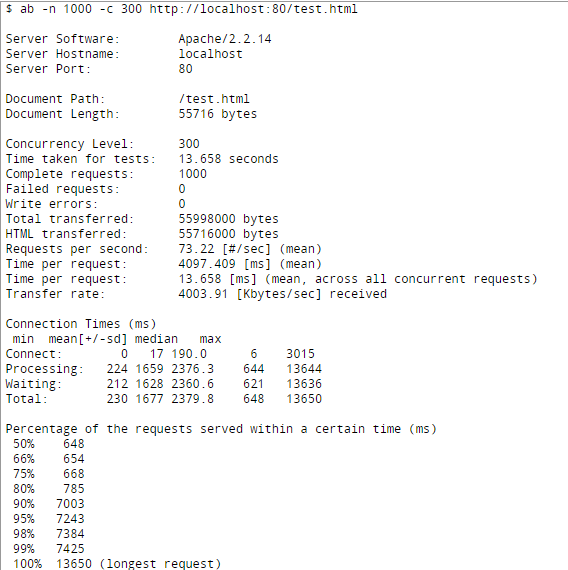 $ ab -n 1000 -c 300 http://localhost:80/test.html
Server Software: Apache/2.2.14
Server Hostname: localhost
Server Port: 80
Document Path: /test.html
Document Length: 55716 bytes
Concurrency Level: 300
Time taken for tests: 13.658 seconds
Complete requests: 1000
Failed requests: 0
Write errors: 0
Total transferred: 55998000 bytes
HTML transferred: 55716000 bytes
Requests per second: 73.22 [#/sec] (mean)
Time per request: 4097.409 [ms] (mean)
Time per request: 13.658 [ms] (mean, across all concurrent requests)
Transfer rate: 4003.91 [Kbytes/sec] received
Connection Times (ms)
min mean[+/-sd] median max
Connect: 0 17 190.0 6 3015
Processing: 224 1659 2376.3 644 13644
Waiting: 212 1628 2360.6 621 13636
Total: 230 1677 2379.8 648 13650
Percentage of the requests served within a certain time (ms)
50% 648
66% 654
75% 668
80% 785
90% 7003
95% 7243
98% 7384
99% 7425
100% 13650 (longest request)